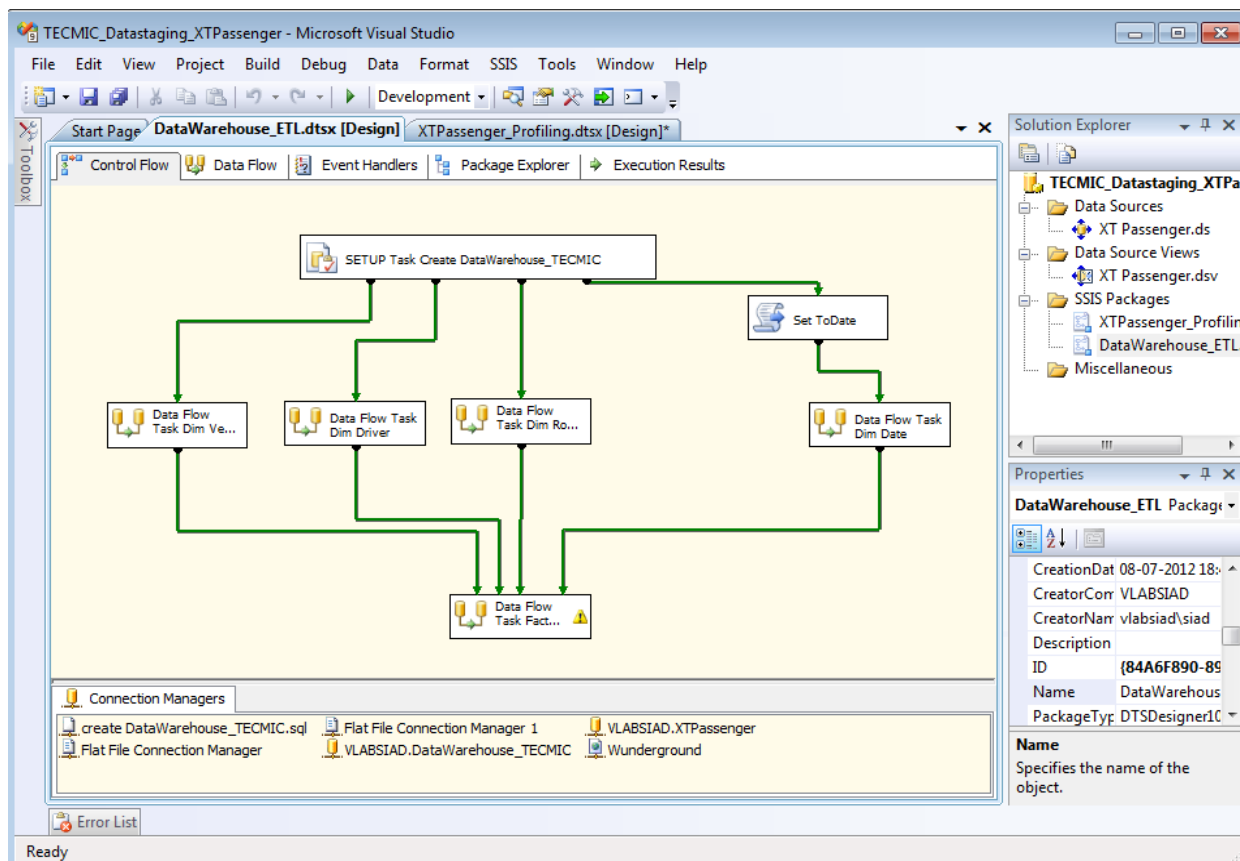 TECMIC_Datastaging_XTPassenger - Microsoft Visual Studio
File Edit View Project Build Debug Data Format SSIS Tools Window Help
Development
Toolbox
Start Page DataWarehouse_ETL.dtsx [Design] XTPassenger_Profiling.dtsx [Design]*
Control Flow Data Flow Event Handlers Package Explorer Execution Results
SETUP Task Create DataWarehouse_TECMIC
Set ToDate
Data Flow
Task Dim Ve...
Data Flow Task
Dim Driver
Data Flow
Task Dim Ro...
Data Flow Task
Dim Date
Data Flow
Task Fact...
Connection Managers
create DataWarehouse_TECMIC.sql Flat File Connection Manager 1 VLABSIAD.XTPassenger
Flat File Connection Manager VLABSIAD.DataWarehouse_TECMIC Wunderground
Error List
Ready
Solution Explorer
TECMIC_Datastaging_XTPa
Data Sources
XT Passenger.ds
Data Source Views
XT Passenger.dsv
SSIS Packages
XTPassenger_Profilin
DataWarehouse_ETL.
Miscellaneous
Properties
DataWarehouse_ETL Package
CreationDat 08-07-2012 18:
CreatorCom VLABSIAD
CreatorNam vlabsiad\siad
Description
ID {84A6F890-89
Name DataWarehous
PackageTyp DTSDesigner10
Name
Specifies the name of the
object.